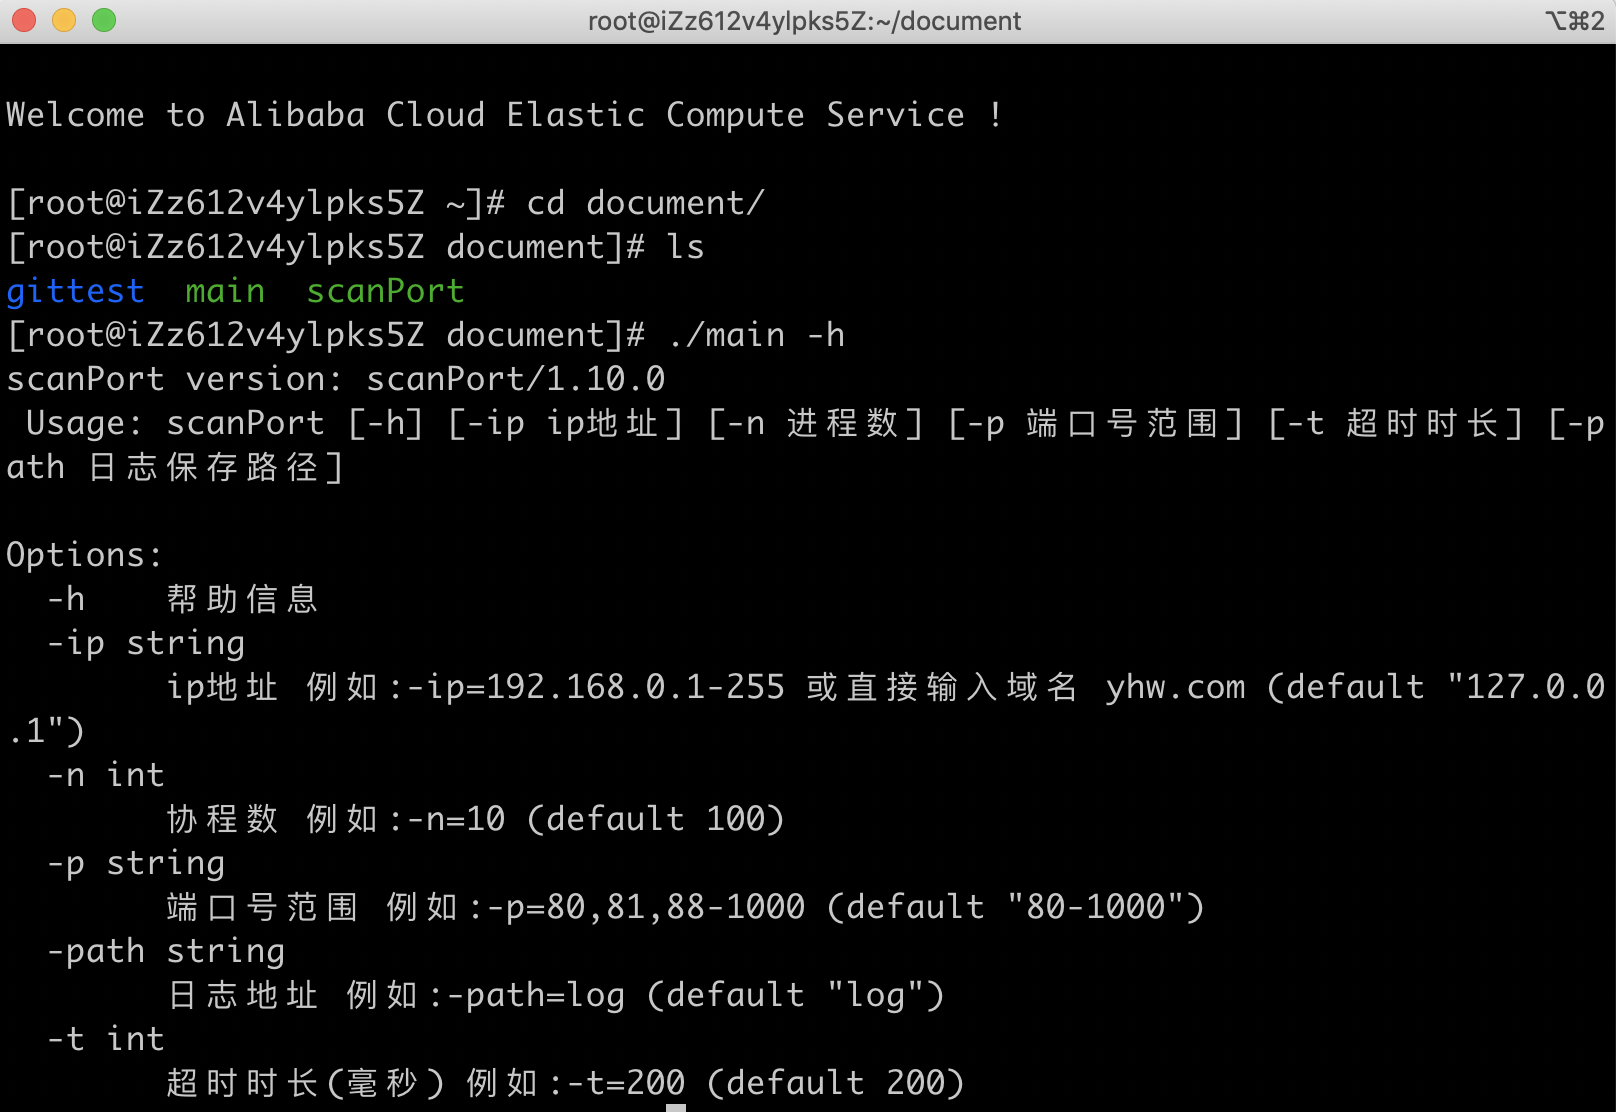 root@iZz612v4ylpks5Z:~/document
⌥⌘2
Welcome to Alibaba Cloud Elastic Compute Service !
[root@iZz612v4ylpks5Z ~]# cd document/
[root@iZz612v4ylpks5Z document]# ls
gittest  main  scanPort
[root@iZz612v4ylpks5Z document]# ./main -h
scanPort version: scanPort/1.10.0
 Usage: scanPort [-h] [-ip ip地址] [-n 进程数] [-p 端口号范围] [-t 超时时长] [-p
ath 日志保存路径]
Options:
  -h    帮助信息
  -ip string
        ip地址 例如:-ip=192.168.0.1-255 或直接输入域名 yhw.com (default "127.0.0
.1")
  -n int
        协程数 例如:-n=10 (default 100)
  -p string
        端口号范围 例如:-p=80,81,88-1000 (default "80-1000")
  -path string
        日志地址 例如:-path=log (default "log")
  -t int
        超时时长(毫秒) 例如:-t=200 (default 200)